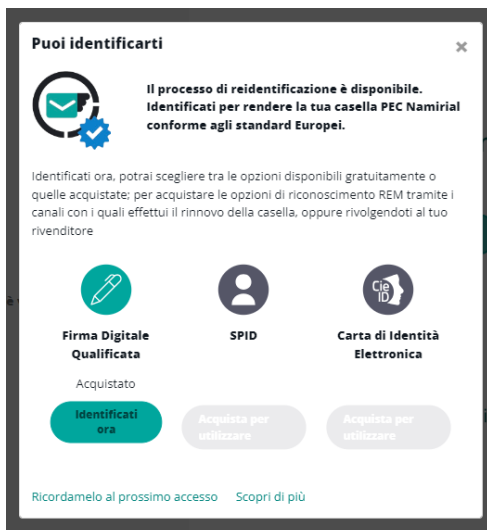 Puoi identificarti
×
Il processo di reidentificazione è disponibile.
Identificati per rendere la tua casella PEC Namirial
conforme agli standard Europei.
Identificati ora, potrai scegliere tra le opzioni disponibili gratuitamente o
quelle acquistate; per acquistare le opzioni di riconoscimento REM tramite i
canali con i quali effettui il rinnovo della casella, oppure rivolgendoti al tuo
rivenditore
Cie
ID
Firma Digitale
Qualificata
SPID
Carta di Identità
Elettronica
Acquistato
Identificati
ora
Acquista per
utilizzare
Acquista per
utilizzare
Ricordamelo al prossimo accesso Scopri di più